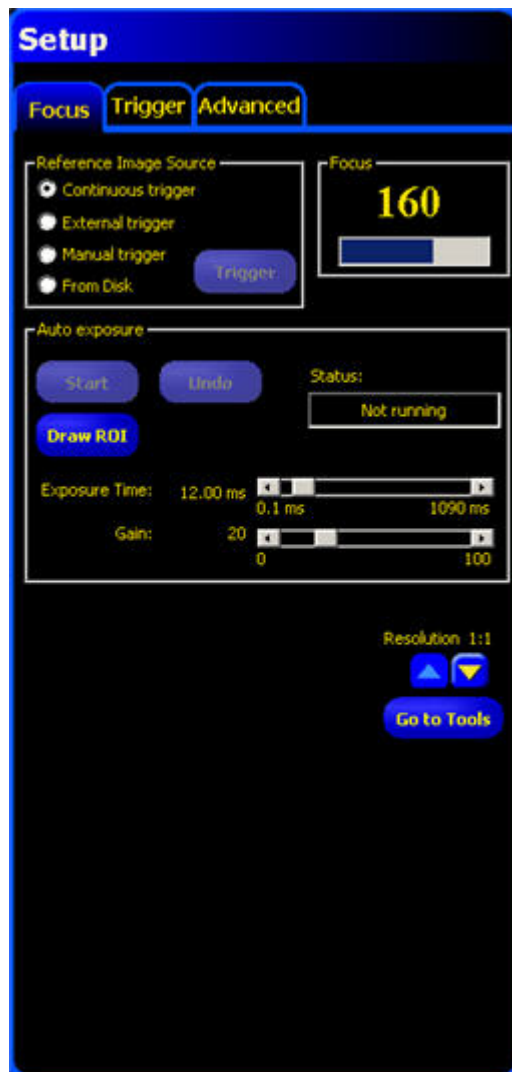 Setup
Focus Trigger Advanced
Reference Image Source
Continuous trigger
External trigger
Manual trigger
From Disk
Trigger
Focus
160
Auto exposure
Start Undo
Status:
Not running
Draw ROI
Exposure Time: 12.00 ms
0.1 ms 1090 ms
Gain: 20
0 100
Resolution 1:1
Go to Tools